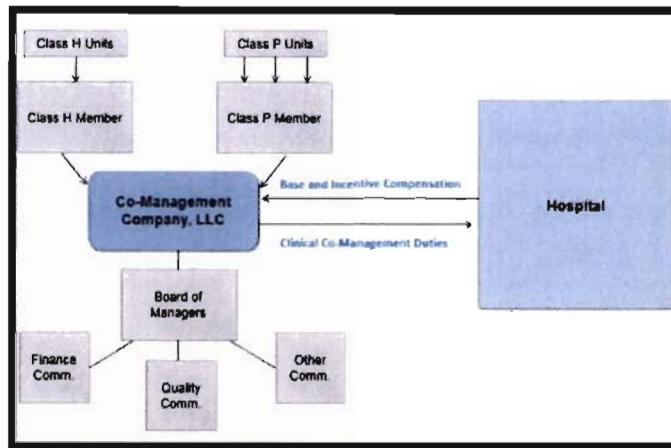 Class H Units
Class P Units
Class H Member
Class P Member
Base and Incentive Compensation
Co-Management
Company, LLC
Hospital
Clinical Co-Management Duties
Board of
Managers
Finance
Comm.
Quality
Comm.
Other
Comm.